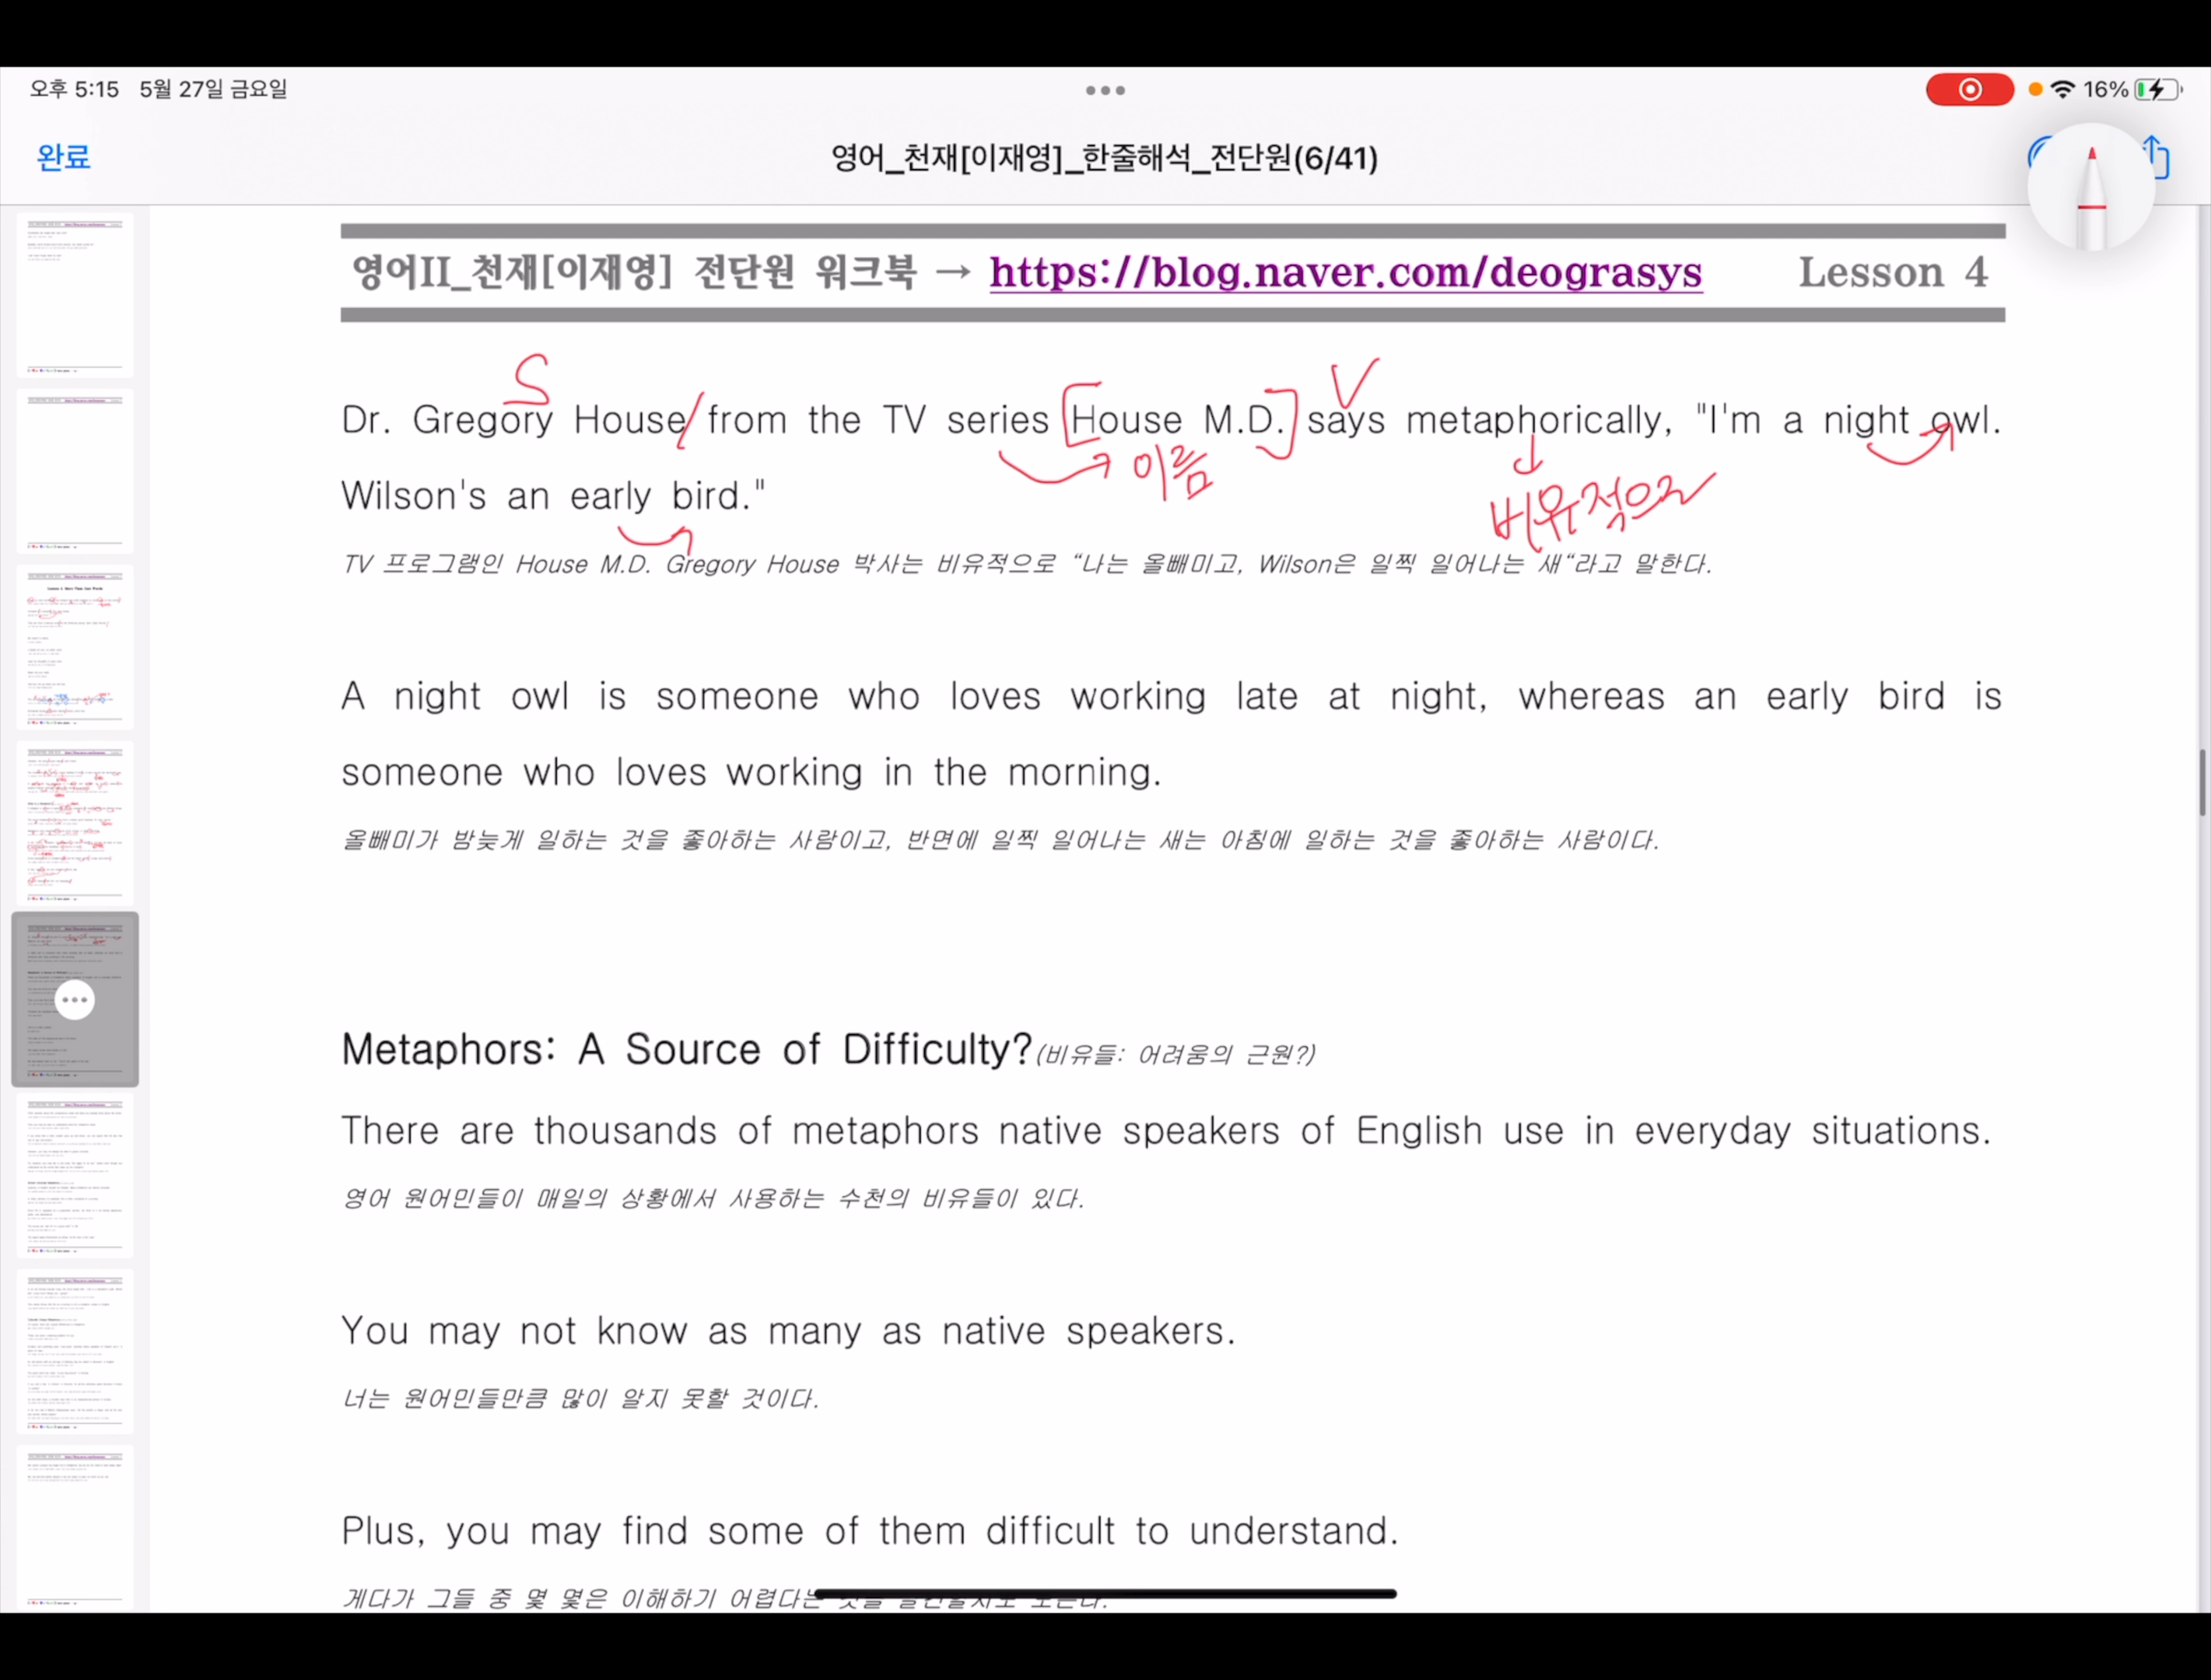 오후 5:15 5월 27일 금요일
16%
완료
영어_천재[이재영]_한줄해석_전단원(6/41)
영어II_천재[이재영] 전단원 워크북 → https://blog.naver.com/deograsys Lesson 4
S
V
Dr. Gregory House/from the TV series [House M.D.] says metaphorically, "I'm a night owl.
이름
비유적으로
Wilson's an early bird."
TV 프로그램인 House M.D. Gregory House 박사는 비유적으로 “나는 올빼미고, Wilson은 일찍 일어나는 새“라고 말한다.
A night owl is someone who loves working late at night, whereas an early bird is
someone who loves working in the morning.
올빼미가 밤늦게 일하는 것을 좋아하는 사람이고, 반면에 일찍 일어나는 새는 아침에 일하는 것을 좋아하는 사람이다.
Metaphors: A Source of Difficulty?(비유들: 어려움의 근원?)
There are thousands of metaphors native speakers of English use in everyday situations.
영어 원어민들이 매일의 상황에서 사용하는 수천의 비유들이 있다.
You may not know as many as native speakers.
너는 원어민들만큼 많이 알지 못할 것이다.
Plus, you may find some of them difficult to understand.
게다가 그들 중 몇 몇은 이해하기 어렵다는